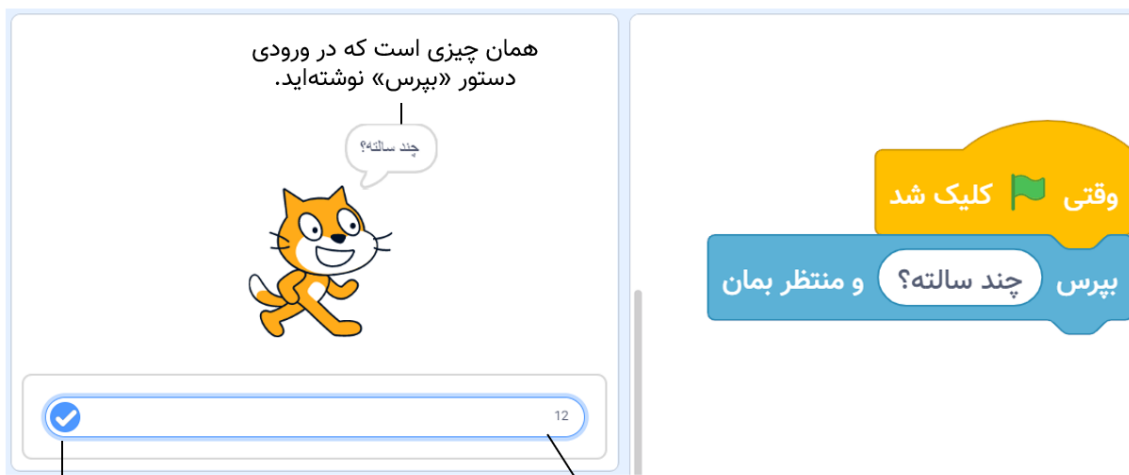 همان چیزی است که در ورودی
دستور «بپرس» نوشته‌اید.
چند سالته؟
12
وقتی کلیک شد
بپرس چند سالته؟ و منتظر بمان